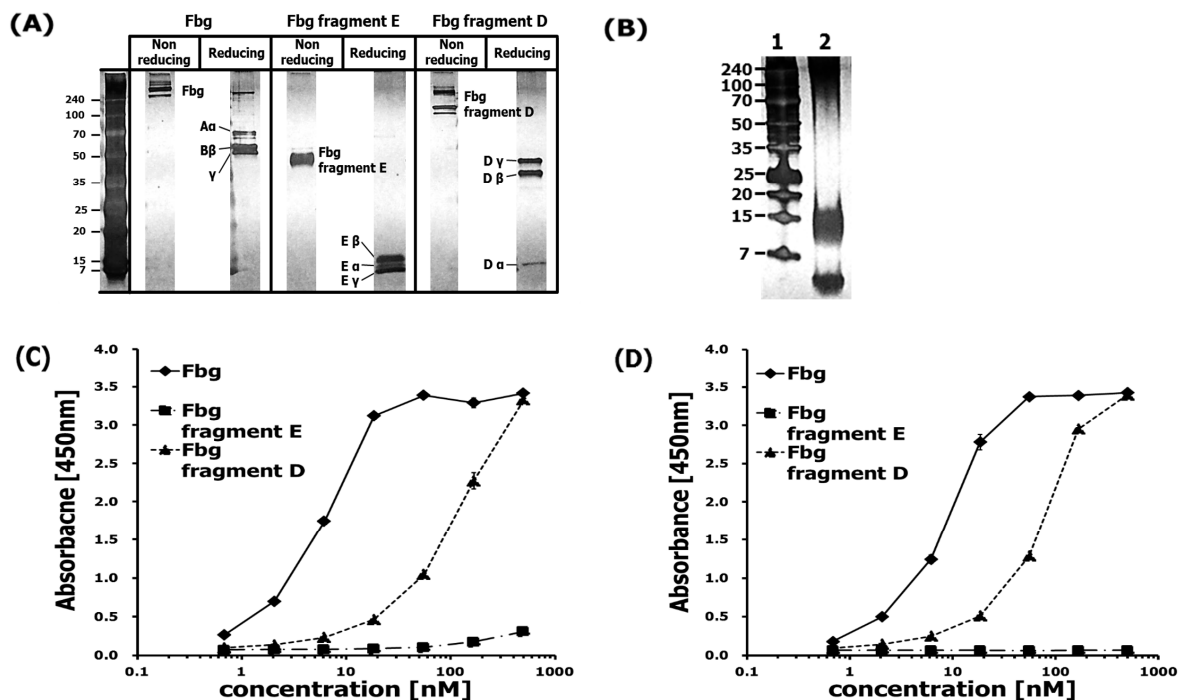 (A)
Fbg
Fbg fragment E
Fbg fragment D
Non
reducing
Reducing
Non
reducing
Reducing
Non
reducing
Reducing
240
100
70
50
35
25
20
15
7
Fbg
Aα
Bβ
γ
Fbg
fragment E
E β
E α
E γ
Fbg
fragment D
D γ
D β
D α
(B)
1 2
240
100
70
50
35
25
20
15
7
(C)
Absorbacne [450nm]
4.0
3.5
3.0
2.5
2.0
1.5
1.0
0.5
0.0
Fbg
Fbg
fragment E
Fbg
fragment D
0.1 1 10 100 1000
concentration [nM]
(D)
Absorbance [450nm]
4.0
3.5
3.0
2.5
2.0
1.5
1.0
0.5
0.0
Fbg
Fbg
fragment E
Fbg
fragment D
0.1 1 10 100 1000
concentration [nM]